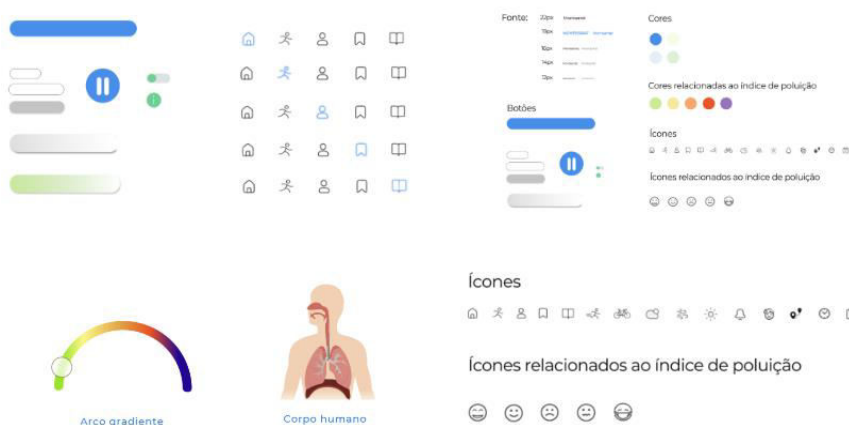 Fonte:
22px
18px
16px
14px
12px
Botões
Cores
Cores relacionadas ao índice de poluição
Ícones
Ícones relacionados ao índice de poluição
Ícones
Ícones relacionados ao índice de poluição
Arco gradiente
Corpo humano